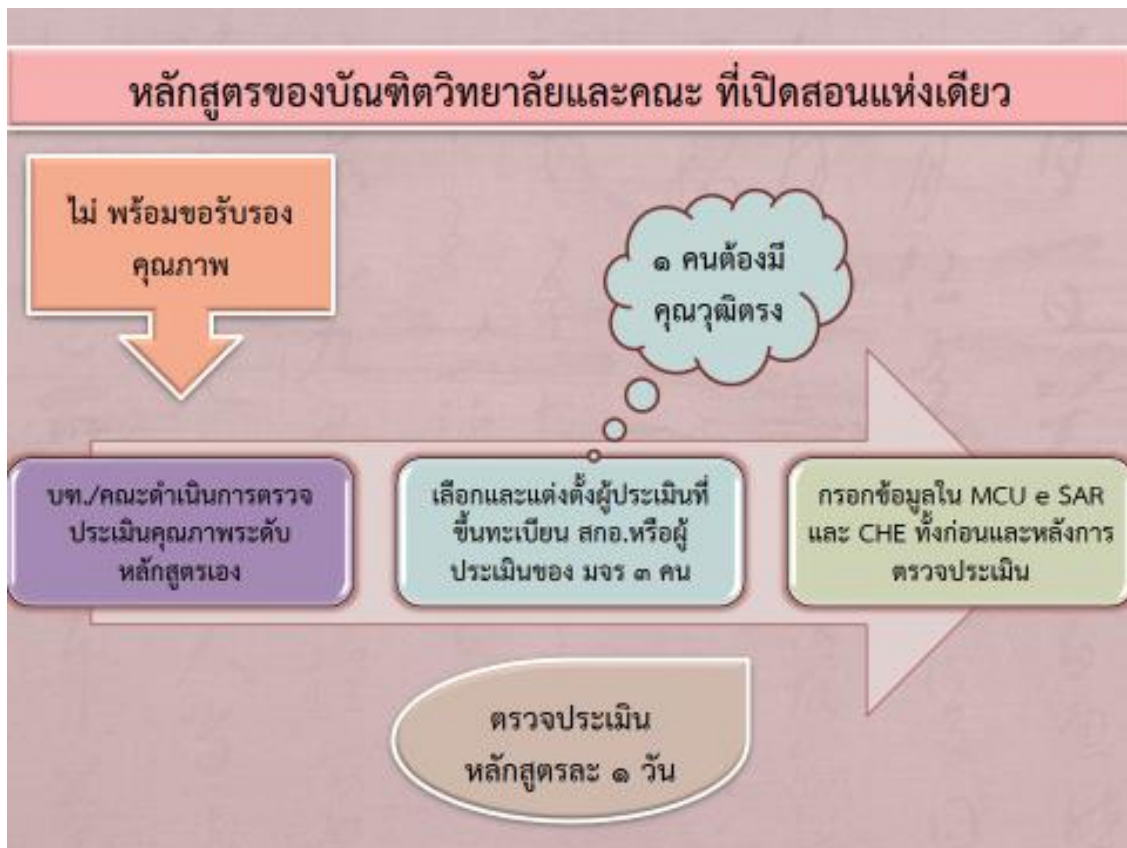 หลักสูตรของบัณฑิตวิทยาลัยและคณะ ที่เปิดสอนแห่งเดียว
ไม่ พร้อมขอรับรอง
คุณภาพ
๑ คนต้องมี
คุณวุฒิตรง
บฑ./คณะดำเนินการตรวจ
ประเมินคุณภาพระดับ
หลักสูตรเอง
เลือกและแต่งตั้งผู้ประเมินที่
ขึ้นทะเบียน สกอ.หรือผู้
ประเมินของ มจร ๓ คน
กรอกข้อมูลใน MCU e SAR
และ CHE ทั้งก่อนและหลังการ
ตรวจประเมิน
ตรวจประเมิน
หลักสูตรละ ๑ วัน